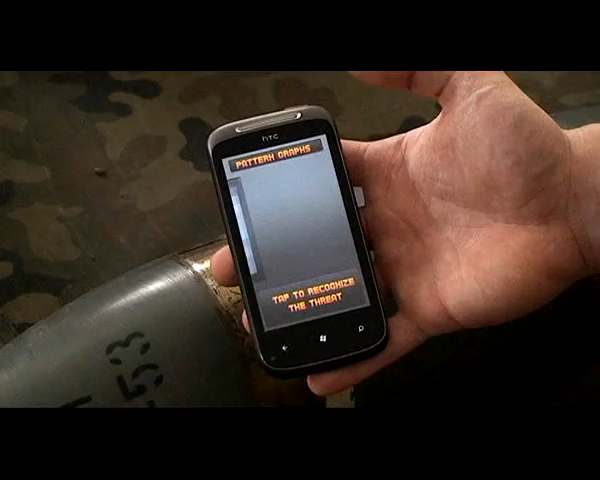 hTC
PATTERN GRAPHS
TAP TO RECOGNIZE
THE THREAT
53